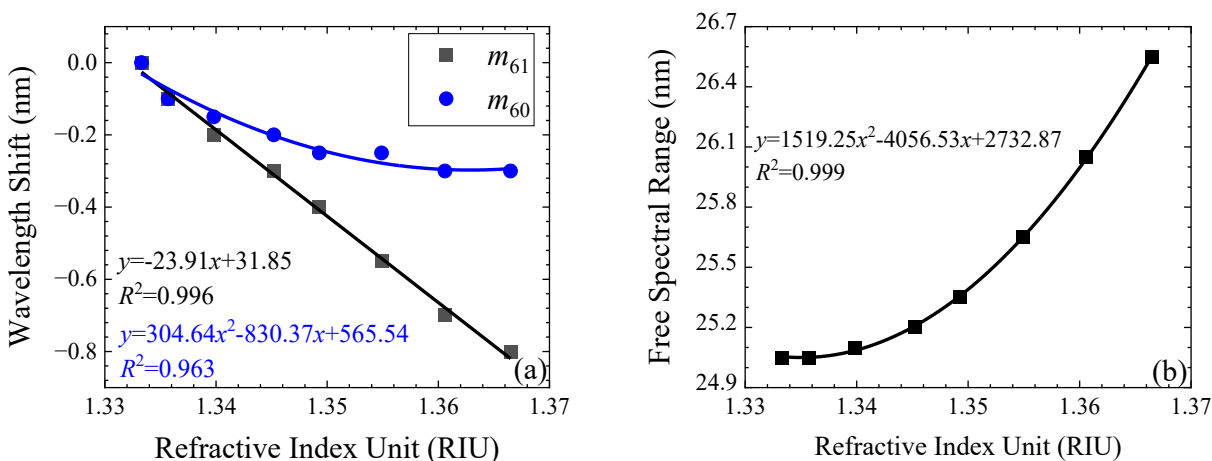 Wavelength Shift (nm)
0.0
−0.2
−0.4
−0.6
−0.8
m₆₁
m₆₀
y=-23.91x+31.85
R²=0.996
y=304.64x²-830.37x+565.54
R²=0.963
(a)
1.33 1.34 1.35 1.36 1.37
Refractive Index Unit (RIU)
Free Spectral Range (nm)
26.7
26.4
26.1
25.8
25.5
25.2
24.9
y=1519.25x²-4056.53x+2732.87
R²=0.999
(b)
1.33 1.34 1.35 1.36 1.37
Refractive Index Unit (RIU)